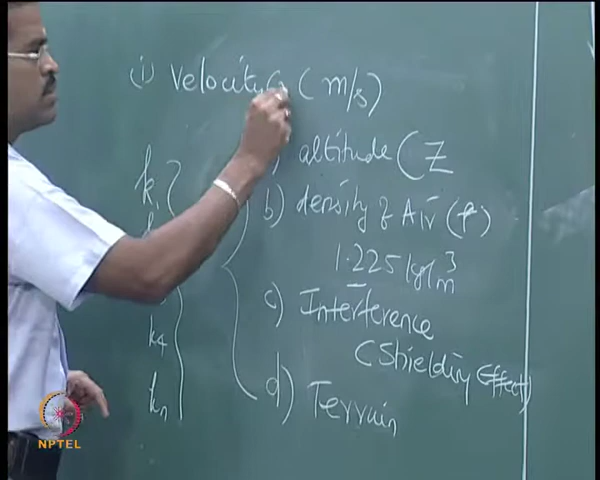 (i) Velocity (m/s)
altitude (Z
b) density of Air (ρ)
1.225 kg/m³
c) Interference
(Shielding Effect)
d) Terrain
k₁
k₄
kₙ
NPTEL